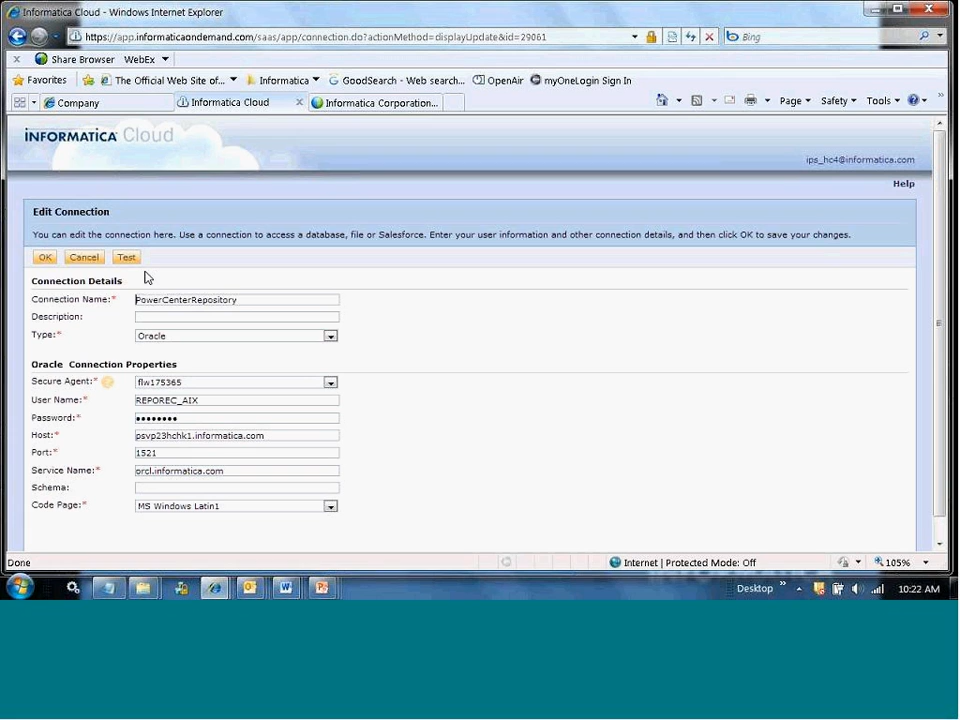 Informatica Cloud - Windows Internet Explorer
https://app.informaticaondemand.com/saas/app/connection.do?actionMethod=displayUpdate&id=29061
Bing
Share Browser WebEx
Favorites The Official Web Site of... Informatica GoodSearch - Web search... OpenAir myOneLogin Sign In
Company Informatica Cloud Informatica Corporation... Page Safety Tools
INFORMATICA Cloud
ips_hc4@informatica.com
Help
Edit Connection
You can edit the connection here. Use a connection to access a database, file or Salesforce. Enter your user information and other connection details, and then click OK to save your changes.
OK Cancel Test
Connection Details
Connection Name:* PowerCenterRepository
Description:
Type:* Oracle
Oracle Connection Properties
Secure Agent:* flw175365
User Name:* REPOREC_AIX
Password:* ••••••••
Host:* psvp23hchk1.informatica.com
Port:* 1521
Service Name:* orcl.informatica.com
Schema:
Code Page:* MS Windows Latin1
Done Internet | Protected Mode: Off 105%
Desktop 10:22 AM